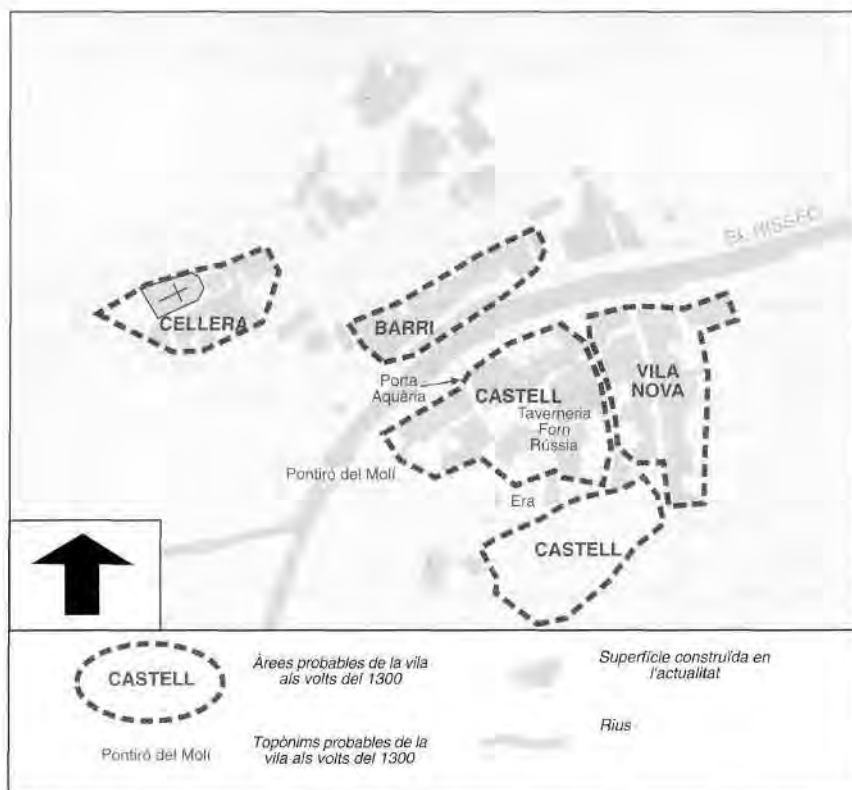 EL RISSEC
CELLERA
BARRI
Porta
Aquària
CASTELL
Taverneria
Forn
Rússia
VILA
NOVA
Pontiró del Molí
Era
CASTELL
CASTELL
Àrees probables de la vila
als volts del 1300
Superfície construïda en
l'actualitat
Pontiró del Molí
Topònims probables de la
vila als volts del 1300
Rius